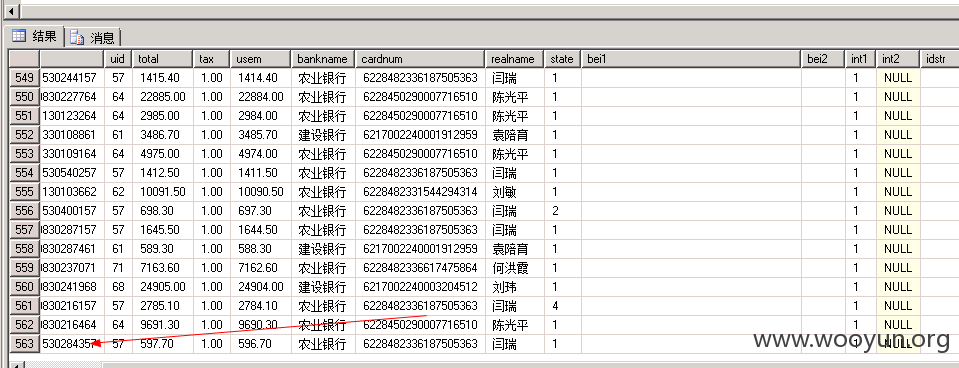 结果 消息
uid total tax usem bankname cardnum realname state bei1 bei2 int1 int2 idstr
549 530244157 57 1415.40 1.00 1414.40 农业银行 6228482336187505363 闫瑞 1 1 NULL
550 0830227764 64 22885.00 1.00 22884.00 农业银行 6228450290007716510 陈光平 1 1 NULL
551 1130123264 64 2985.00 1.00 2984.00 农业银行 6228450290007716510 陈光平 1 1 NULL
552 330108861 61 3486.70 1.00 3485.70 建设银行 6217002240001912959 袁陪育 1 1 NULL
553 330109164 64 4975.00 1.00 4974.00 农业银行 6228450290007716510 陈光平 1 1 NULL
554 530540257 57 1412.50 1.00 1411.50 农业银行 6228482336187505363 闫瑞 1 1 NULL
555 1130103662 62 10091.50 1.00 10090.50 农业银行 6228482331544294314 刘敏 1 1 NULL
556 530400157 57 698.30 1.00 697.30 农业银行 6228482336187505363 闫瑞 2 1 NULL
557 0830287157 57 1645.50 1.00 1644.50 农业银行 6228482336187505363 闫瑞 1 1 NULL
558 0830287461 61 589.30 1.00 588.30 建设银行 6217002240001912959 袁陪育 1 1 NULL
559 0830237071 71 7163.60 1.00 7162.60 农业银行 6228482336617475864 何洪霞 1 1 NULL
560 0830241968 68 24905.00 1.00 24904.00 建设银行 6217002240003204512 刘玮 1 1 NULL
561 0830216157 57 2785.10 1.00 2784.10 农业银行 6228482336187505363 闫瑞 4 1 NULL
562 0830216464 64 9691.30 1.00 9690.30 农业银行 6228450290007716510 陈光平 1 1 NULL
563 530284357 57 597.70 1.00 596.70 农业银行 6228482336187505363 闫瑞 1 1 NULL
www.wooyun.org